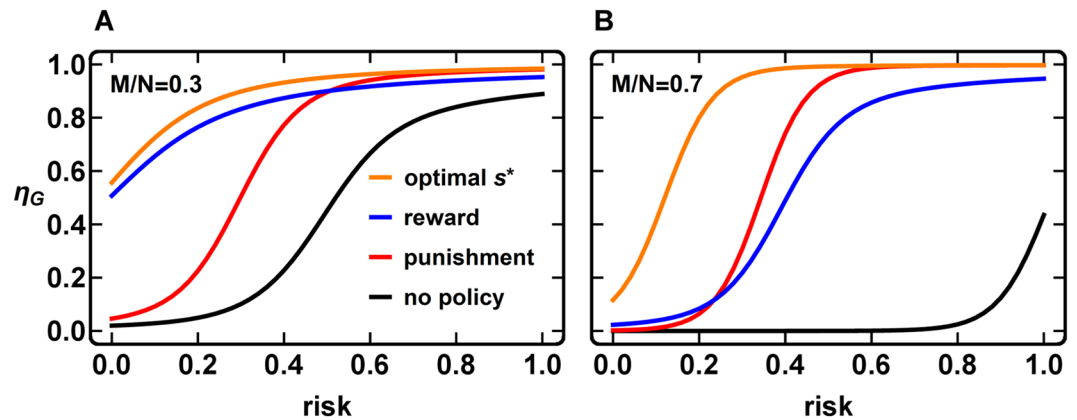 A
B
M/N=0.3
M/N=0.7
1.0
0.8
0.6
0.4
0.2
0.0
ηG
optimal s*
reward
punishment
no policy
0.0 0.2 0.4 0.6 0.8 1.0
0.0 0.2 0.4 0.6 0.8 1.0
risk
risk